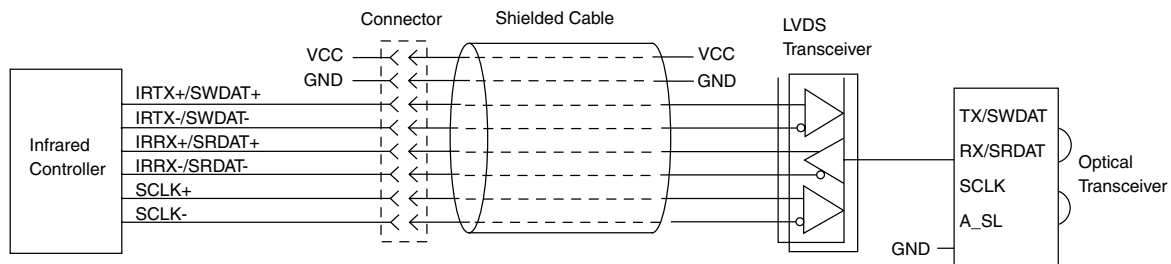 Connector
Shielded Cable
LVDS
Transceiver
VCC
VCC
GND
GND
IRTX+/SWDAT+
IRTX-/SWDAT-
IRRX+/SRDAT+
IRRX-/SRDAT-
SCLK+
SCLK-
Infrared
Controller
TX/SWDAT
RX/SRDAT
SCLK
A_SL
GND
Optical
Transceiver